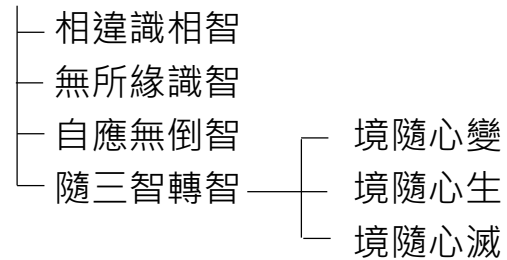 相違識相智
無所緣識智
自應無倒智
境隨心變
隨三智轉智
境隨心生
境隨心滅